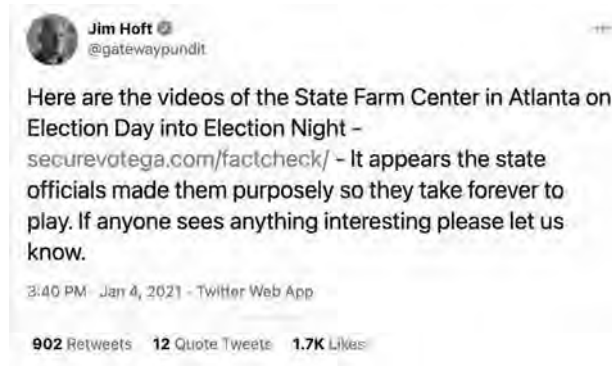 Jim Hoft
@gatewaypundit
Here are the videos of the State Farm Center in Atlanta on
Election Day into Election Night –
securevotega.com/factcheck/ - It appears the state
officials made them purposely so they take forever to
play. If anyone sees anything interesting please let us
know.
3:40 PM · Jan 4, 2021 · Twitter Web App
902 Retweets 12 Quote Tweets 1.7K Likes